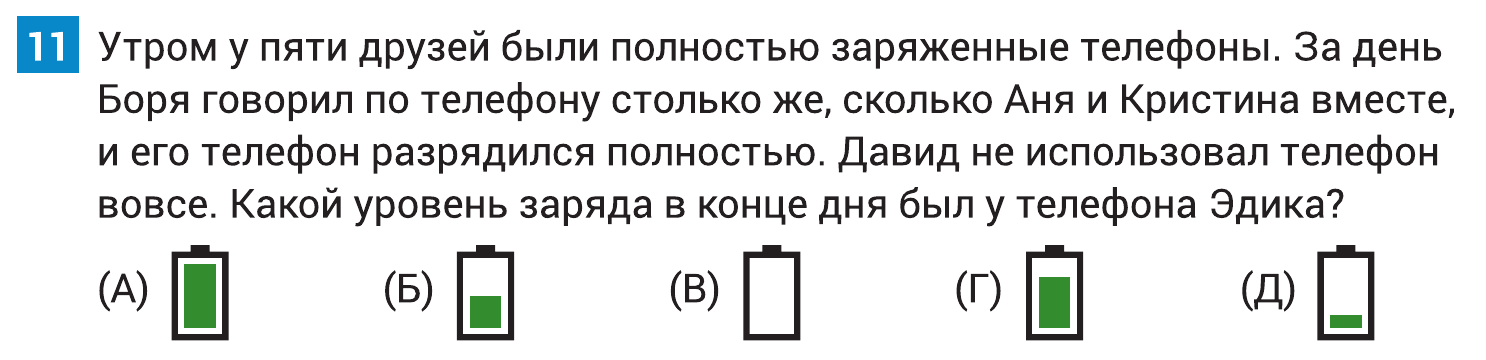 11 Утром у пяти друзей были полностью заряженные телефоны. За день
Боря говорил по телефону столько же, сколько Аня и Кристина вместе,
и его телефон разрядился полностью. Давид не использовал телефон
вовсе. Какой уровень заряда в конце дня был у телефона Эдика?
(А) (Б) (В) (Г) (Д)